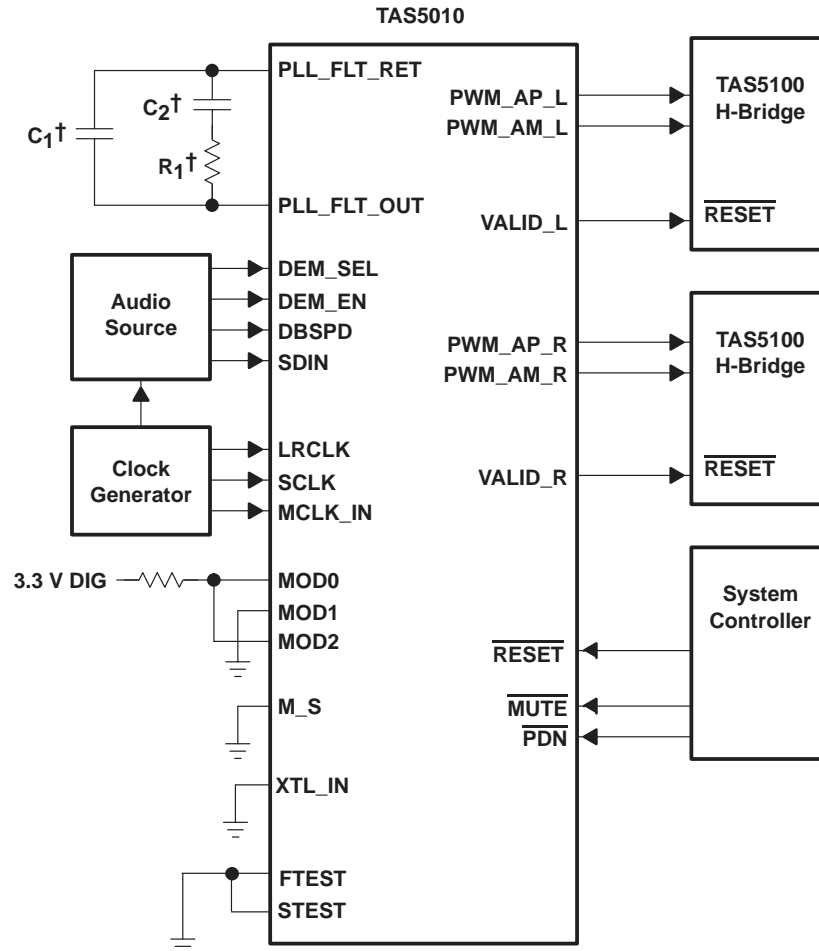 TAS5010
PLL_FLT_RET
C2†
C1†
R1†
PLL_FLT_OUT
Audio
Source
DEM_SEL
DEM_EN
DBSPD
SDIN
Clock
Generator
LRCLK
SCLK
MCLK_IN
3.3 V DIG
MOD0
MOD1
MOD2
M_S
XTL_IN
FTEST
STEST
PWM_AP_L
PWM_AM_L
VALID_L
TAS5100
H-Bridge
RESET
PWM_AP_R
PWM_AM_R
VALID_R
TAS5100
H-Bridge
RESET
System
Controller
RESET
MUTE
PDN